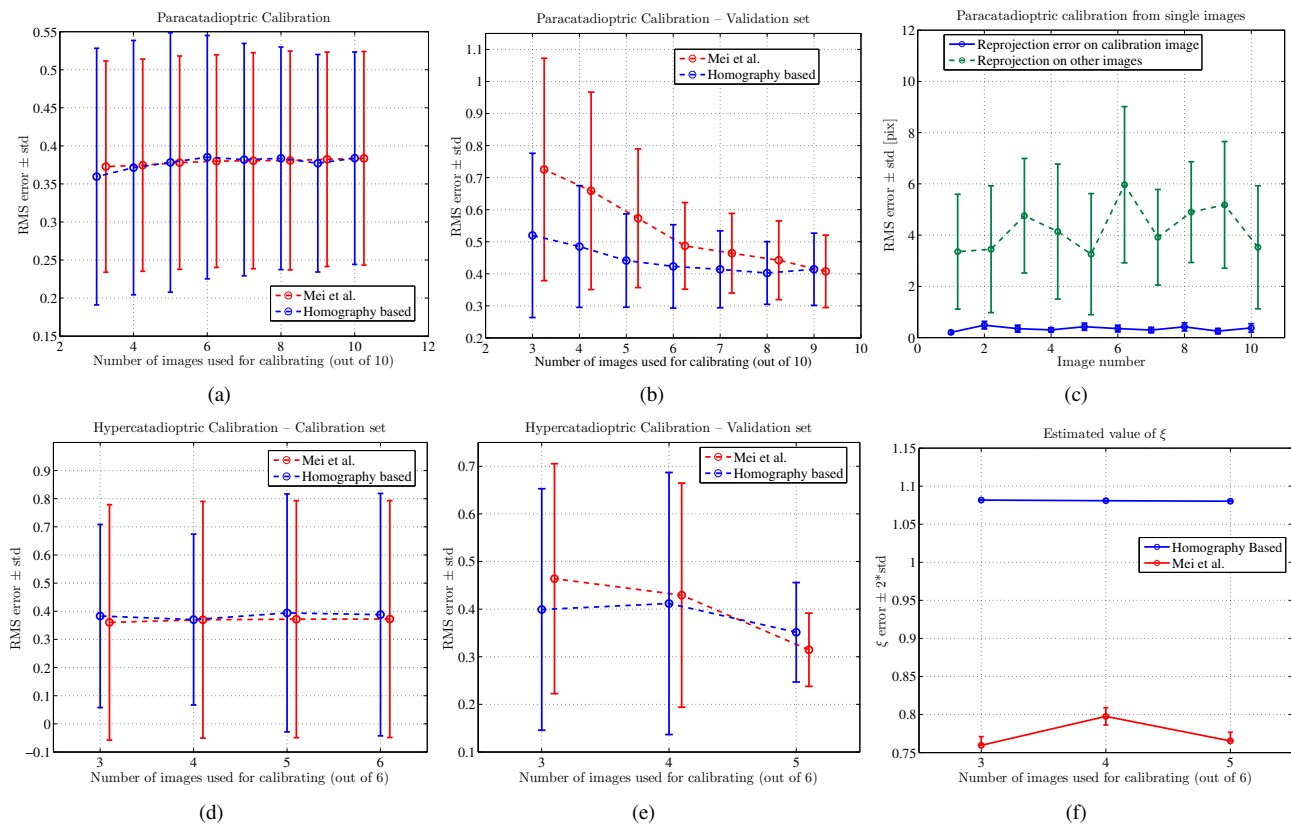 Paracatadioptric Calibration
0.55
0.5
0.45
0.4
0.35
0.3
0.25
0.2
0.15
RMS error ± std
Mei et al.
Homography based
2 4 6 8 10 12
Number of images used for calibrating (out of 10)
(a)
Paracatadioptric Calibration – Validation set
1.1
1
0.9
0.8
0.7
0.6
0.5
0.4
0.3
0.2
RMS error ± std
Mei et al.
Homography based
2 3 4 5 6 7 8 9 10
Number of images used for calibrating (out of 10)
(b)
Paracatadioptric calibration from single images
12
10
8
6
4
2
0
RMS error ± std [pix]
Reprojection error on calibration image
Reprojection on other images
0 2 4 6 8 10
Image number
(c)
Hypercatadioptric Calibration – Calibration set
0.9
0.8
0.7
0.6
0.5
0.4
0.3
0.2
0.1
0
−0.1
RMS error ± std
Mei et al.
Homography based
3 4 5 6
Number of images used for calibrating (out of 6)
(d)
Hypercatadioptric Calibration – Validation set
0.7
0.6
0.5
0.4
0.3
0.2
0.1
RMS error ± std
Mei et al.
Homography based
3 4 5
Number of images used for calibrating (out of 6)
(e)
Estimated value of ξ
1.15
1.1
1.05
1
0.95
0.9
0.85
0.8
0.75
ξ error ± 2*std
Homography Based
Mei et al.
3 4 5
Number of images used for calibrating (out of 6)
(f)